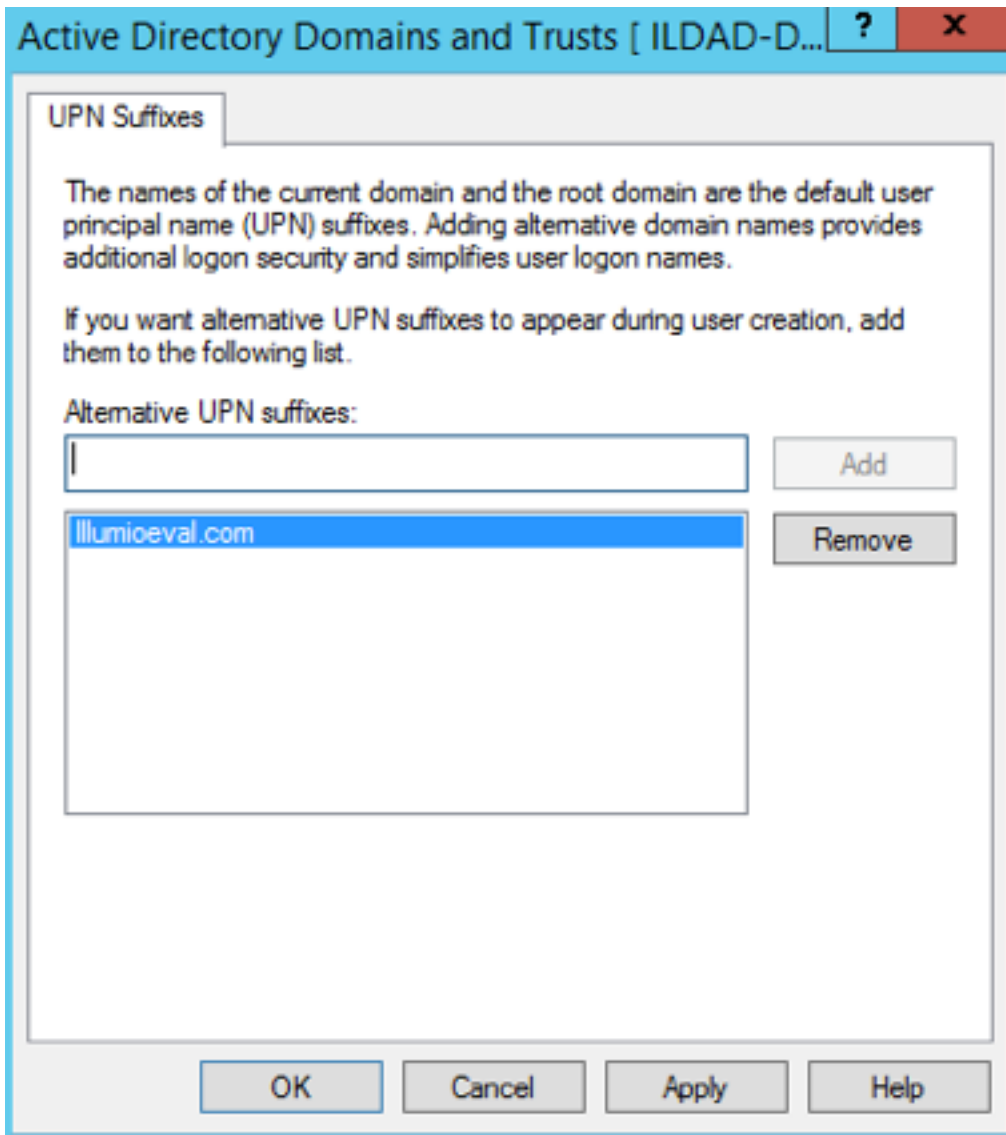 Active Directory Domains and Trusts [ ILDAD-D... ? x
UPN Suffixes
The names of the current domain and the root domain are the default user
principal name (UPN) suffixes. Adding alternative domain names provides
additional logon security and simplifies user logon names.
If you want alternative UPN suffixes to appear during user creation, add
them to the following list.
Alternative UPN suffixes:
Add
Illumioeval.com
Remove
OK Cancel Apply Help